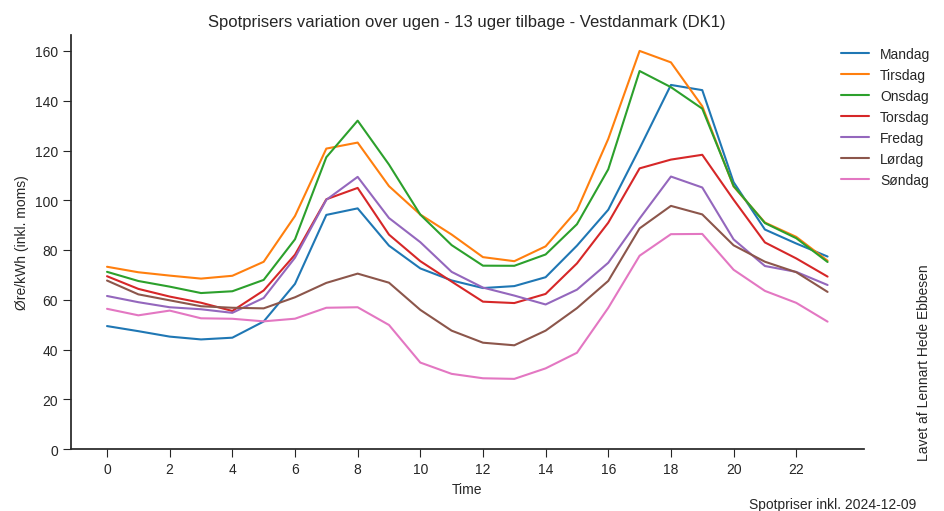 Spotprisers variation over ugen - 13 uger tilbage - Vestdanmark (DK1)
160
140
120
100
80
60
40
20
0
Øre/kWh (inkl. moms)
0 2 4 6 8 10 12 14 16 18 20 22
Time
Mandag
Tirsdag
Onsdag
Torsdag
Fredag
Lørdag
Søndag
Lavet af Lennart Hede Ebbesen
Spotpriser inkl. 2024-12-09